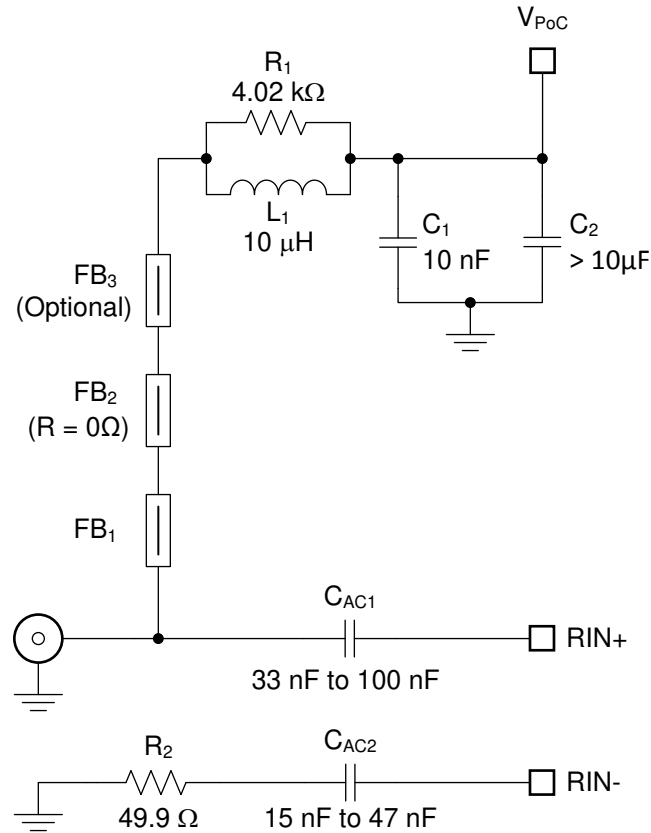 VPoC
R1
4.02 kΩ
L1
10 μH
C1
10 nF
C2
> 10μF
FB3
(Optional)
FB2
(R = 0Ω)
FB1
CAC1
33 nF to 100 nF
RIN+
R2
49.9 Ω
CAC2
15 nF to 47 nF
RIN-